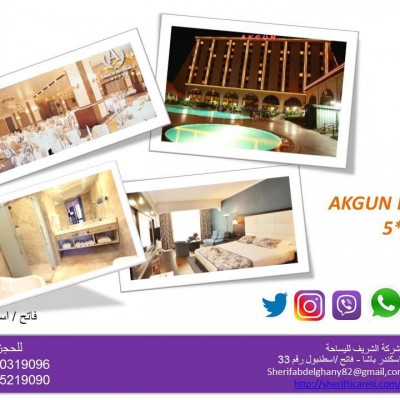 AKGUN
AKGUN
5*
فاتح /
للحجز
0319096
5219090
شركة الشريف للسياحة
اسكندر باشا - فاتح /اسطنبول رقم 33
Sherifabdelghany82@gmail,com
http://sherifticareti.com/